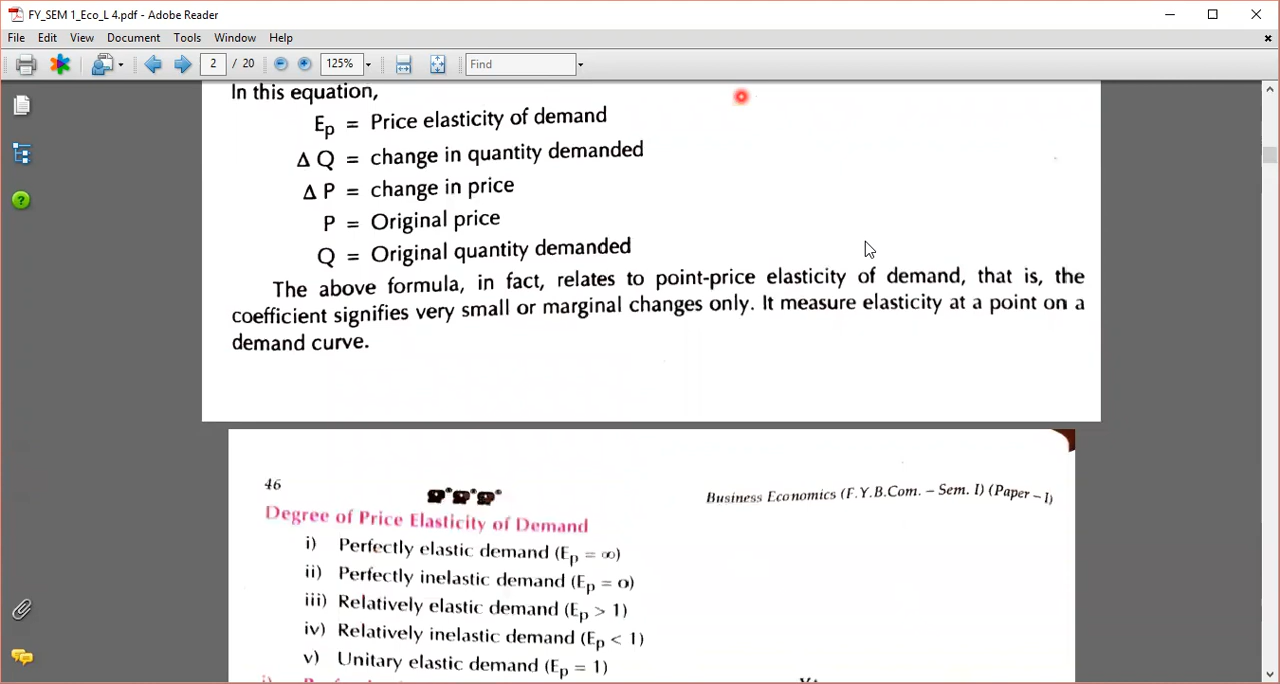 FY_SEM 1_Eco_L 4.pdf - Adobe Reader
File Edit View Document Tools Window Help
2 / 20 125% Find
In this equation,
Ep = Price elasticity of demand
Δ Q = change in quantity demanded
Δ P = change in price
P = Original price
Q = Original quantity demanded
The above formula, in fact, relates to point-price elasticity of demand, that is, the
coefficient signifies very small or marginal changes only. It measure elasticity at a point on a
demand curve.
46
Business Economics (F.Y.B.Com. – Sem. I) (Paper – I)
Degree of Price Elasticity of Demand
i) Perfectly elastic demand (Ep = ∞)
ii) Perfectly inelastic demand (Ep = o)
iii) Relatively elastic demand (Ep > 1)
iv) Relatively inelastic demand (Ep < 1)
v) Unitary elastic demand (Ep = 1)